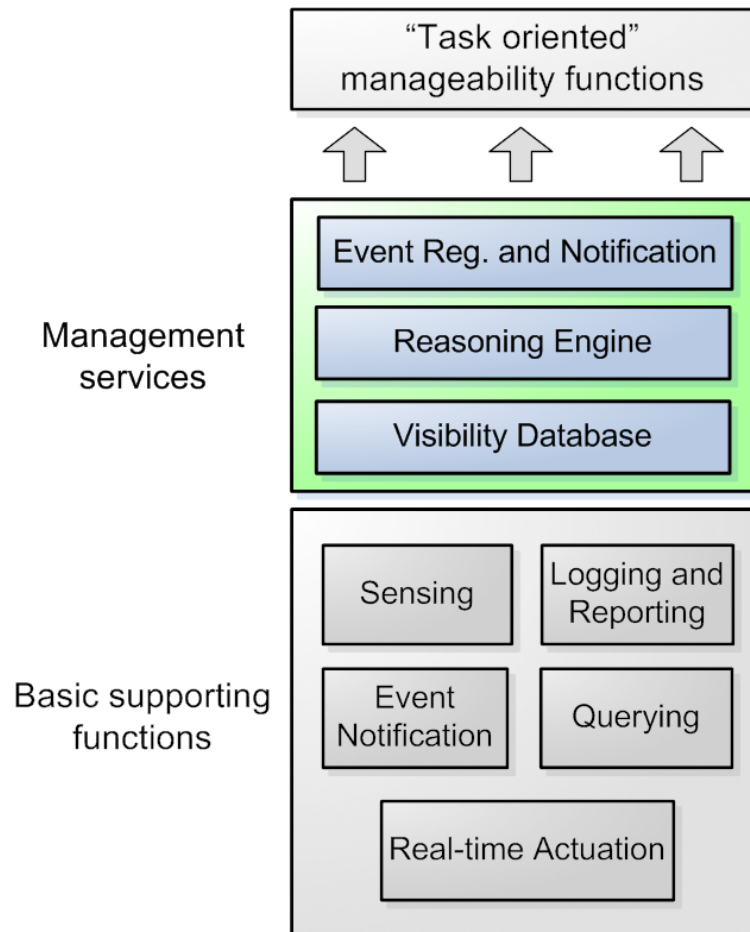 “Task oriented”
manageability functions
Event Reg. and Notification
Management
services
Reasoning Engine
Visibility Database
Sensing
Logging and
Reporting
Basic supporting
functions
Event
Notification
Querying
Real-time Actuation